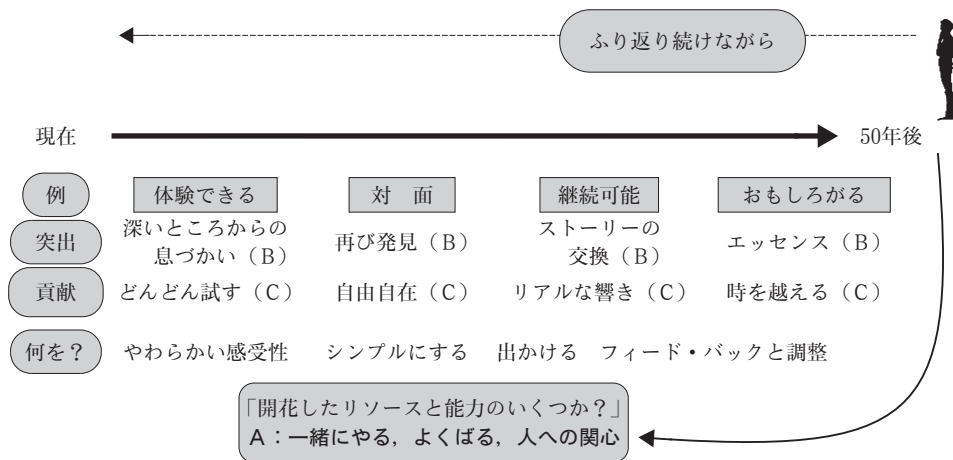 ふり返り続けながら
現在 50年後
例 体験できる 対　面 継続可能 おもしろがる
突出 深いところからの息づかい（B） 再び発見（B） ストーリーの交換（B） エッセンス（B）
貢献 どんどん試す（C） 自由自在（C） リアルな響き（C） 時を越える（C）
何を？ やわらかい感受性 シンプルにする 出かける フィード・バックと調整
「開花したリソースと能力のいくつか？」
A：一緒にやる，よくばる，人への関心